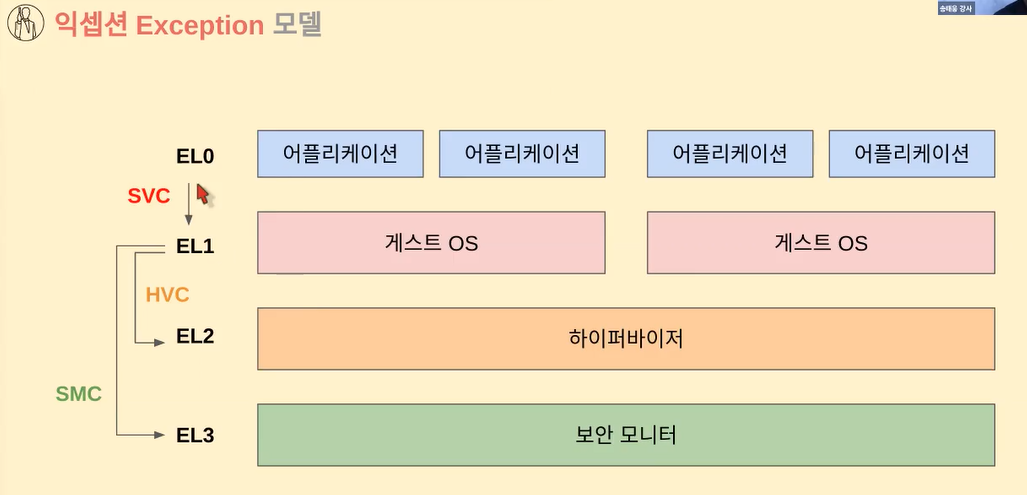 송태웅 강사
익셉션 Exception 모델
EL0
어플리케이션
어플리케이션
어플리케이션
어플리케이션
SVC
EL1
게스트 OS
게스트 OS
HVC
EL2
하이퍼바이저
SMC
EL3
보안 모니터